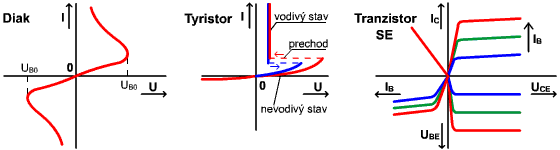 Diak
I
U_B0
0
U_B0
U
Tyristor
I
vodivý stav
prechod
0
U
nevodivý stav
Tranzistor
SE
I_C
I_B
I_B
U_CE
U_BE